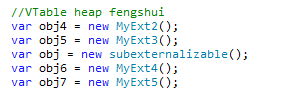 //VTable heap fengshui
var obj4 = new MyExt2();
var obj5 = new MyExt3();
var obj = new subexternalizable();
var obj6 = new MyExt4();
var obj7 = new MyExt5();